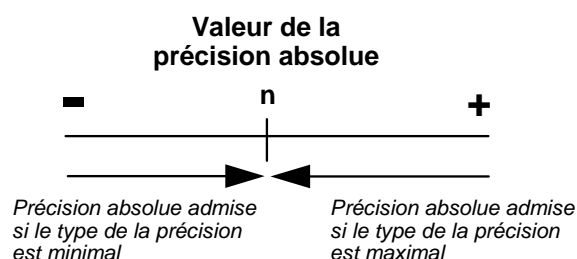 Valeur de la
précision absolue
- n +
Précision absolue admise
si le type de la précision
est minimal
Précision absolue admise
si le type de la précision
est maximal